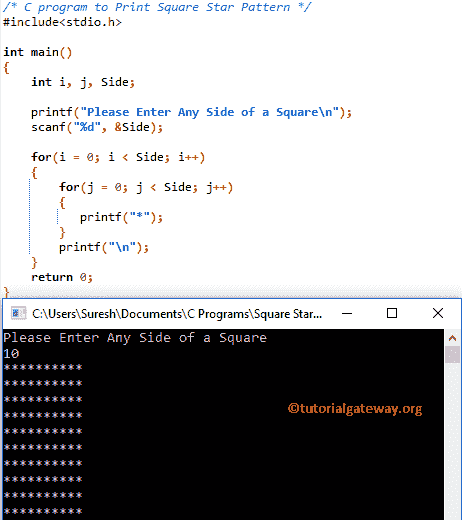 /* C program to Print Square Star Pattern */
#include<stdio.h>
int main()
{
int i, j, Side;
printf("Please Enter Any Side of a Square\n");
scanf("%d", &Side);
for(i = 0; i < Side; i++)
{
for(j = 0; j < Side; j++)
{
printf("*");
}
printf("\n");
}
return 0;
}
C:\Users\Suresh\Documents\C Programs\Square Star...
Please Enter Any Side of a Square
10
**********
**********
**********
**********
©tutorialgateway.org
**********
**********
**********
**********
**********
**********